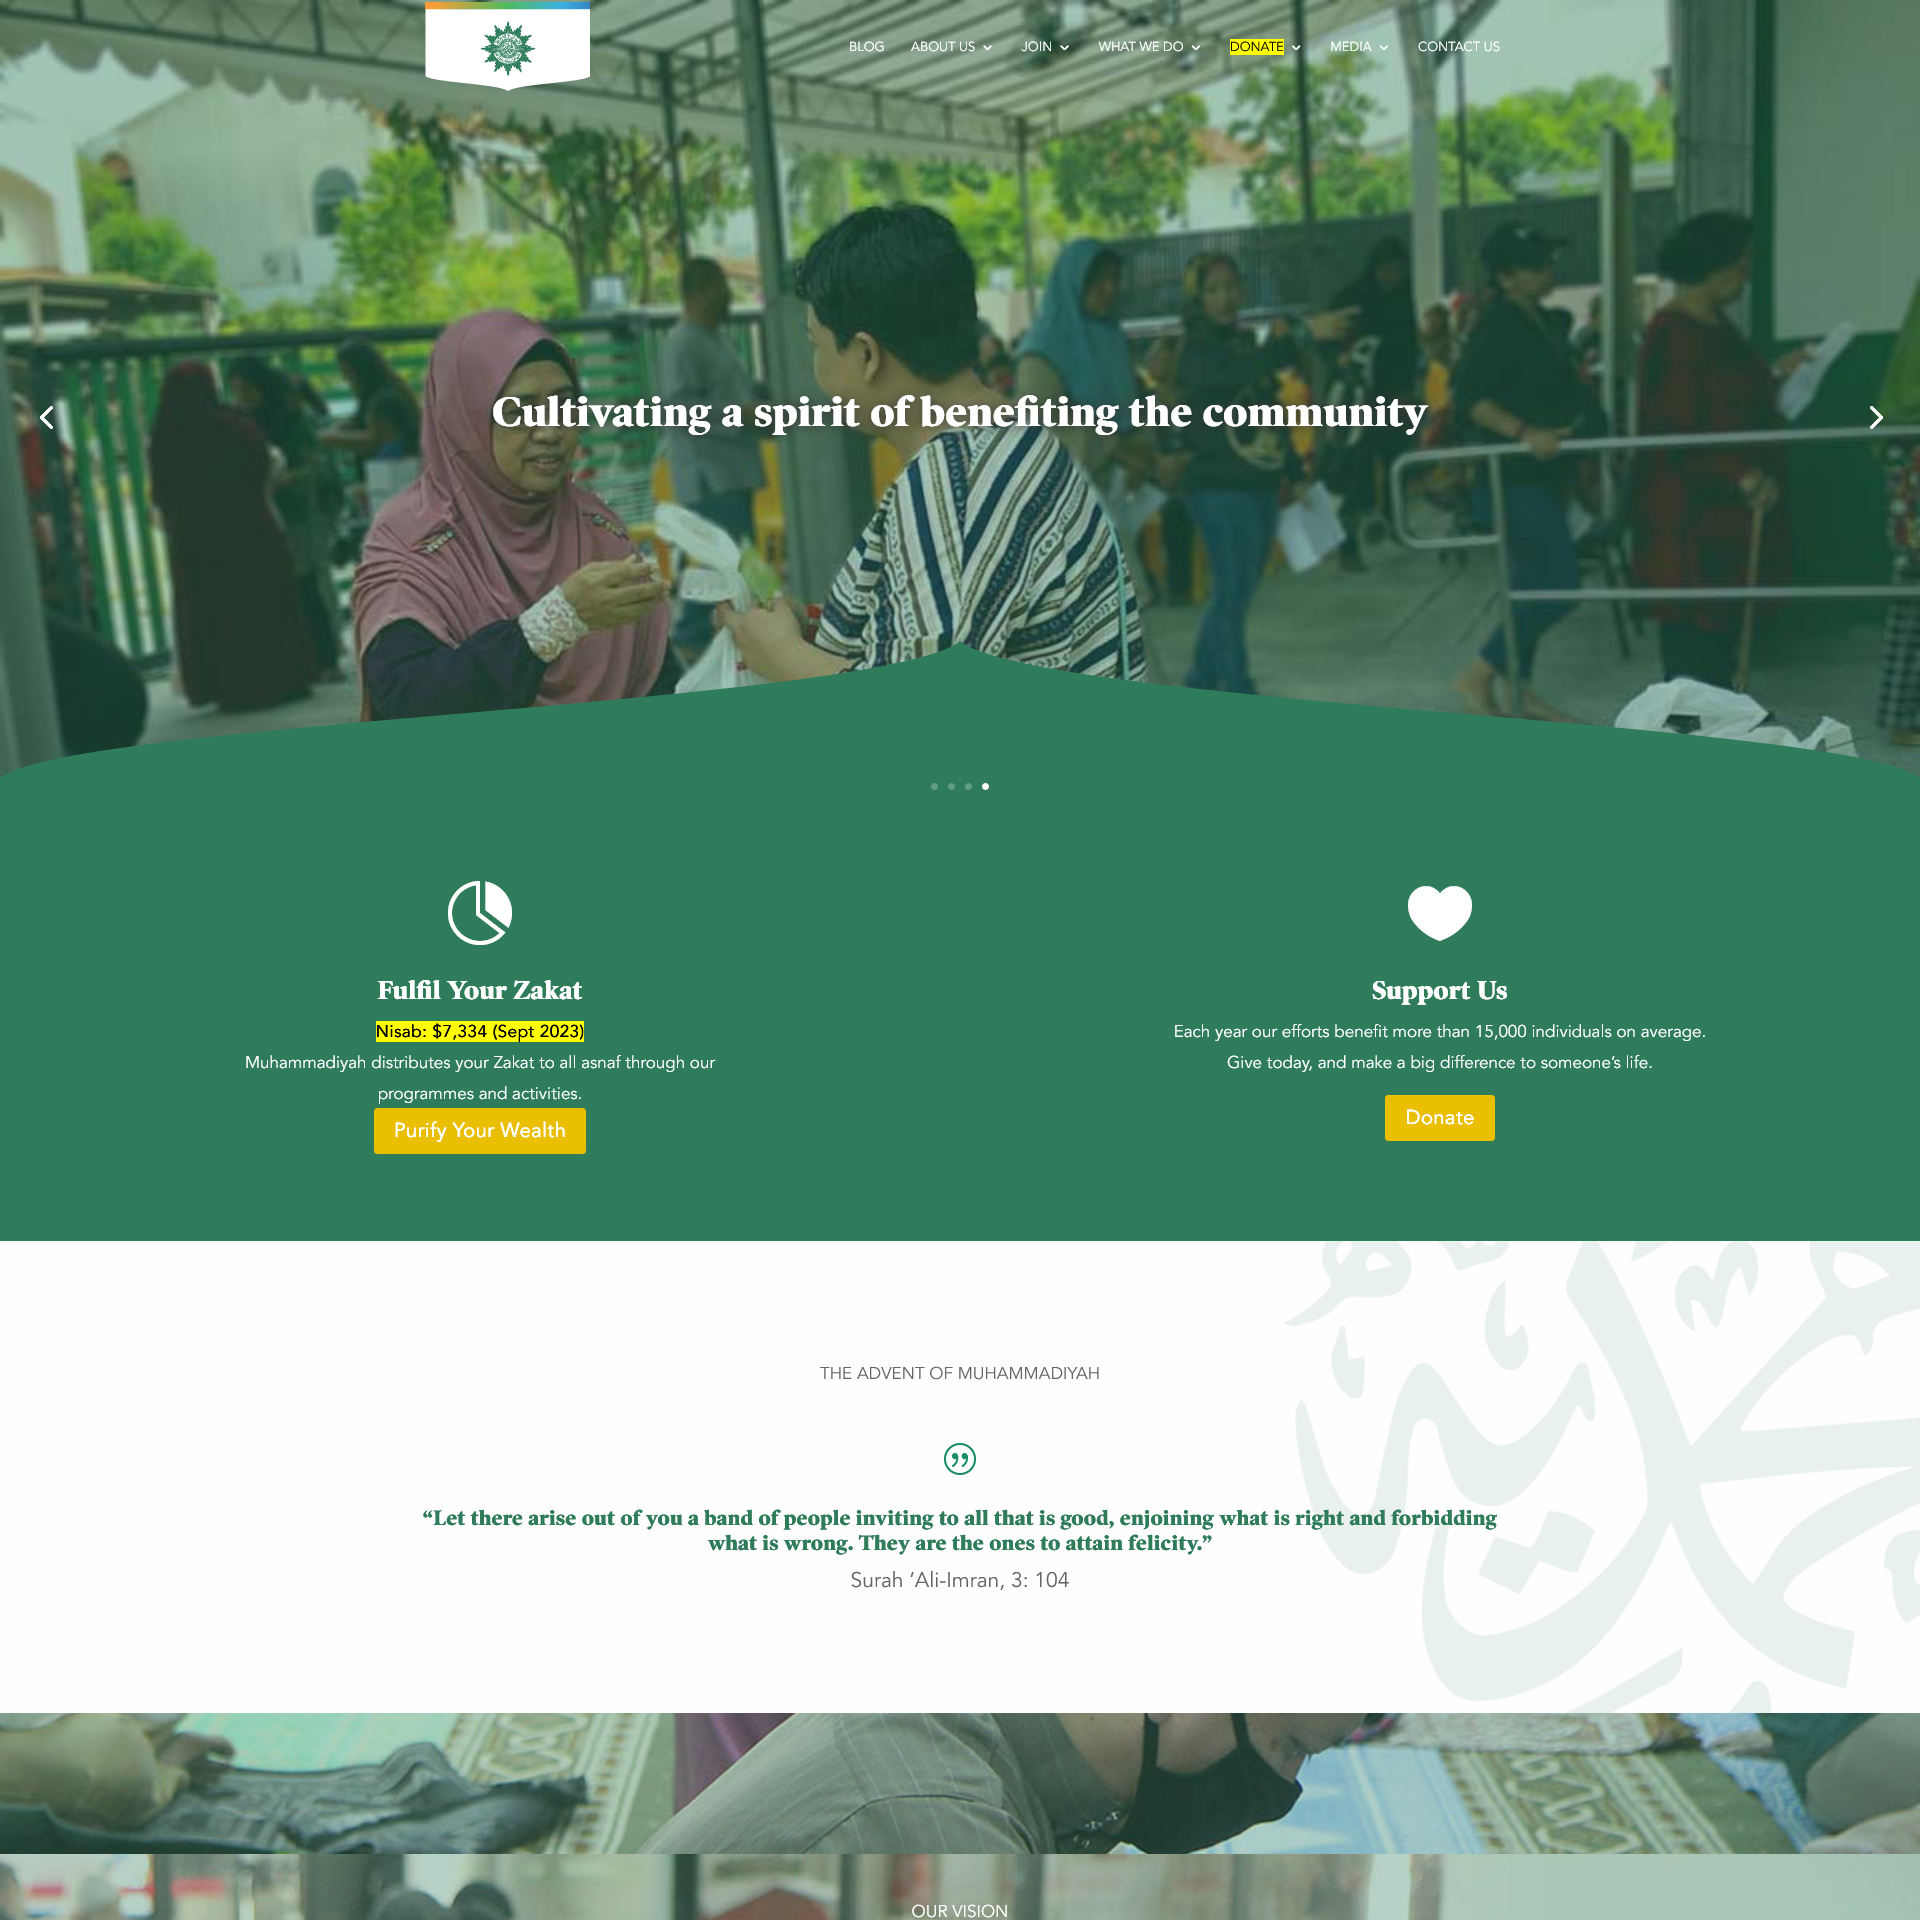 BLOG ABOUT US JOIN WHAT WE DO DONATE MEDIA CONTACT US
Cultivating a spirit of benefiting the community
Fulfil Your Zakat
Nisab: $7,334 (Sept 2023)
Muhammadiyah distributes your Zakat to all asnaf through our
programmes and activities.
Purify Your Wealth
Support Us
Each year our efforts benefit more than 15,000 individuals on average.
Give today, and make a big difference to someone’s life.
Donate
THE ADVENT OF MUHAMMADIYAH
“Let there arise out of you a band of people inviting to all that is good, enjoining what is right and forbidding
what is wrong. They are the ones to attain felicity.”
Surah ‘Ali-Imran, 3: 104
OUR VISION